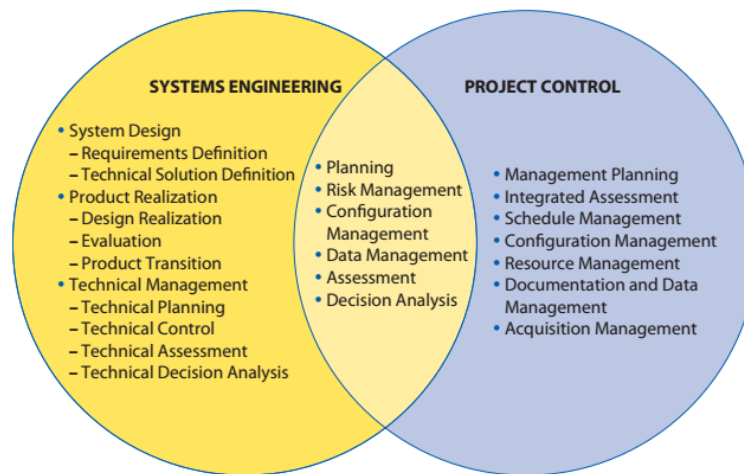 SYSTEMS ENGINEERING
• System Design
– Requirements Definition
– Technical Solution Definition
• Product Realization
– Design Realization
– Evaluation
– Product Transition
• Technical Management
– Technical Planning
– Technical Control
– Technical Assessment
– Technical Decision Analysis
• Planning
• Risk Management
• Configuration
Management
• Data Management
• Assessment
• Decision Analysis
PROJECT CONTROL
• Management Planning
• Integrated Assessment
• Schedule Management
• Configuration Management
• Resource Management
• Documentation and Data
Management
• Acquisition Management